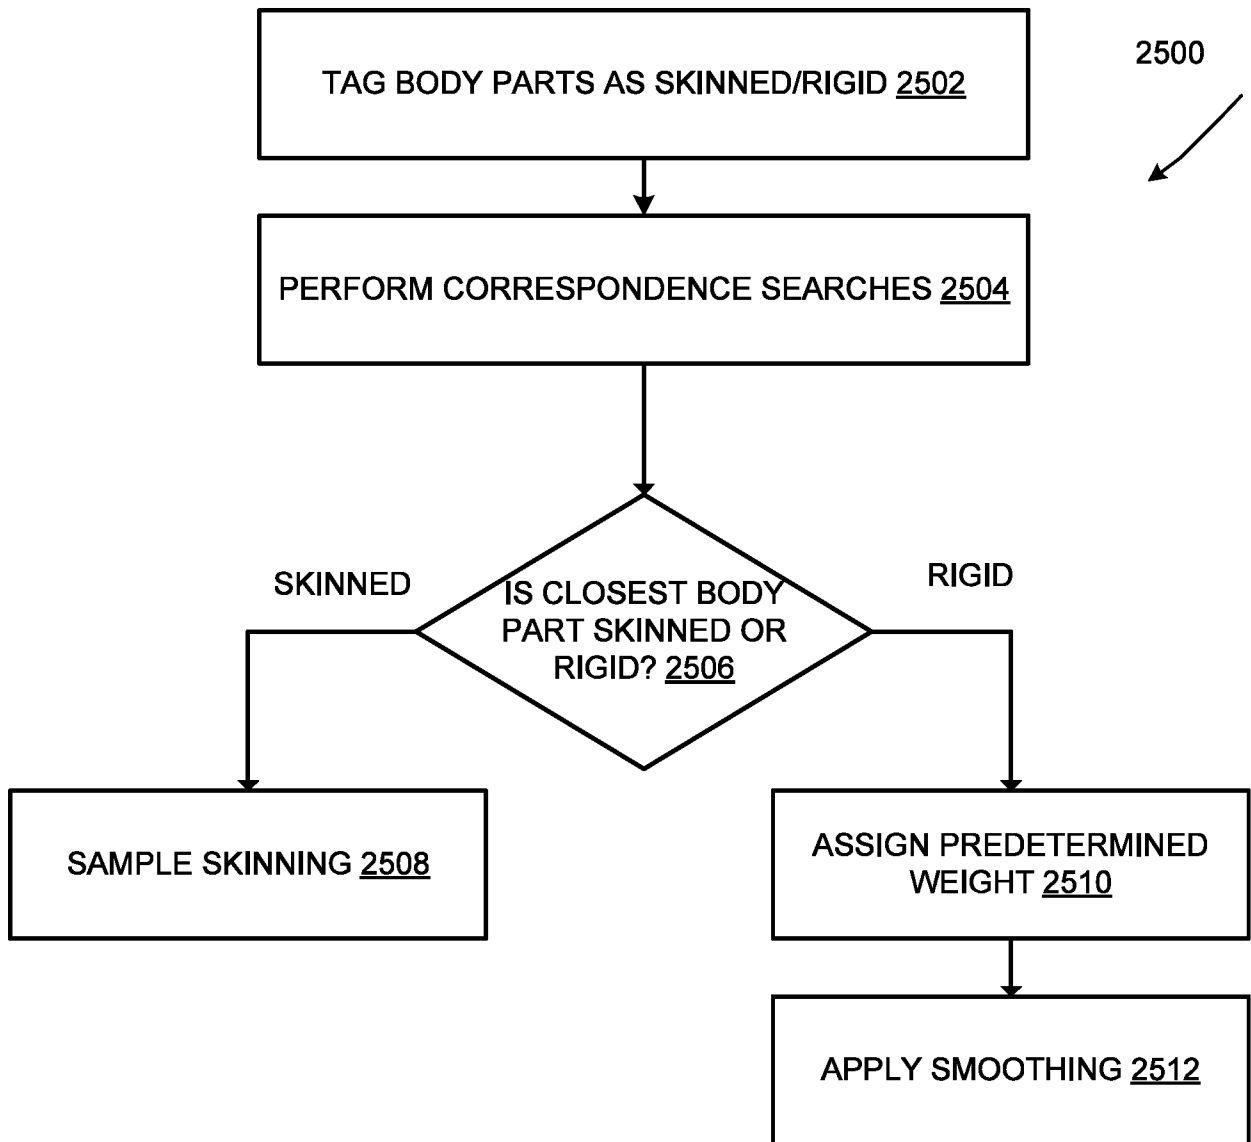 TAG BODY PARTS AS SKINNED/RIGID 2502
2500
PERFORM CORRESPONDENCE SEARCHES 2504
SKINNED
RIGID
IS CLOSEST BODY
PART SKINNED OR
RIGID? 2506
SAMPLE SKINNING 2508
ASSIGN PREDETERMINED
WEIGHT 2510
APPLY SMOOTHING 2512